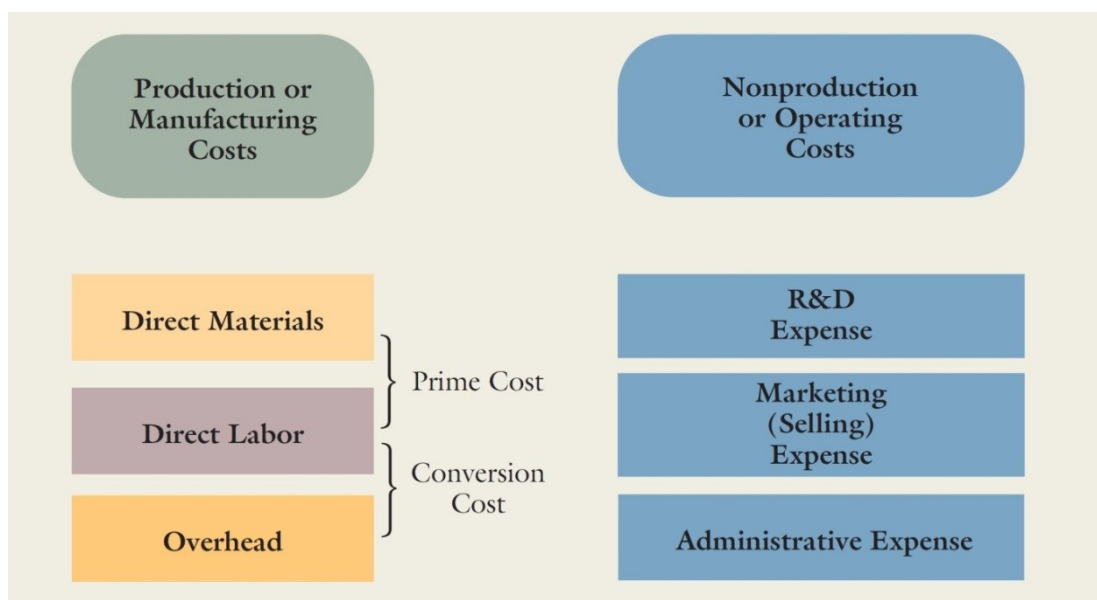 Production or
Manufacturing
Costs
Nonproduction
or Operating
Costs
Direct Materials
Prime Cost
Direct Labor
Conversion
Cost
Overhead
R&D
Expense
Marketing
(Selling)
Expense
Administrative Expense